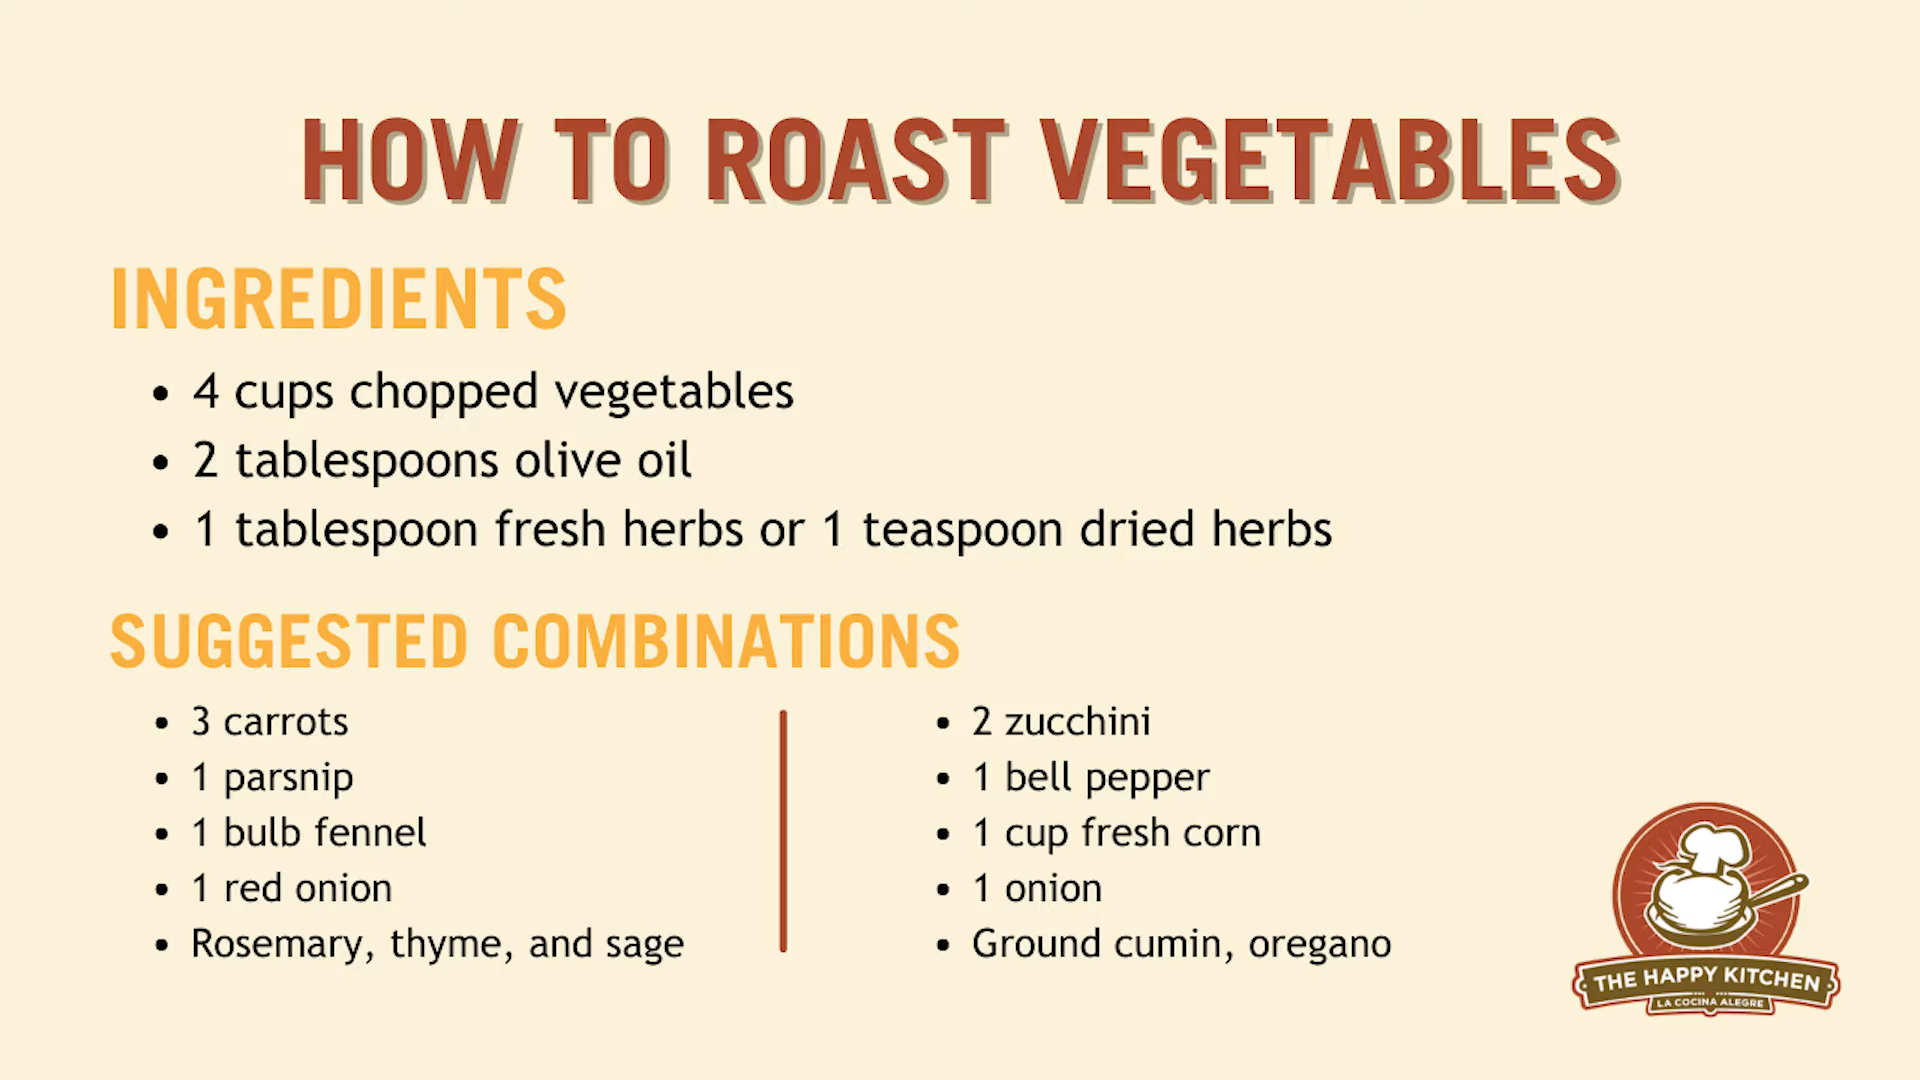 HOW TO ROAST VEGETABLES
INGREDIENTS
• 4 cups chopped vegetables
• 2 tablespoons olive oil
• 1 tablespoon fresh herbs or 1 teaspoon dried herbs
SUGGESTED COMBINATIONS
• 3 carrots
• 1 parsnip
• 1 bulb fennel
• 1 red onion
• Rosemary, thyme, and sage
• 2 zucchini
• 1 bell pepper
• 1 cup fresh corn
• 1 onion
• Ground cumin, oregano
THE HAPPY KITCHEN
LA COCINA ALEGRE